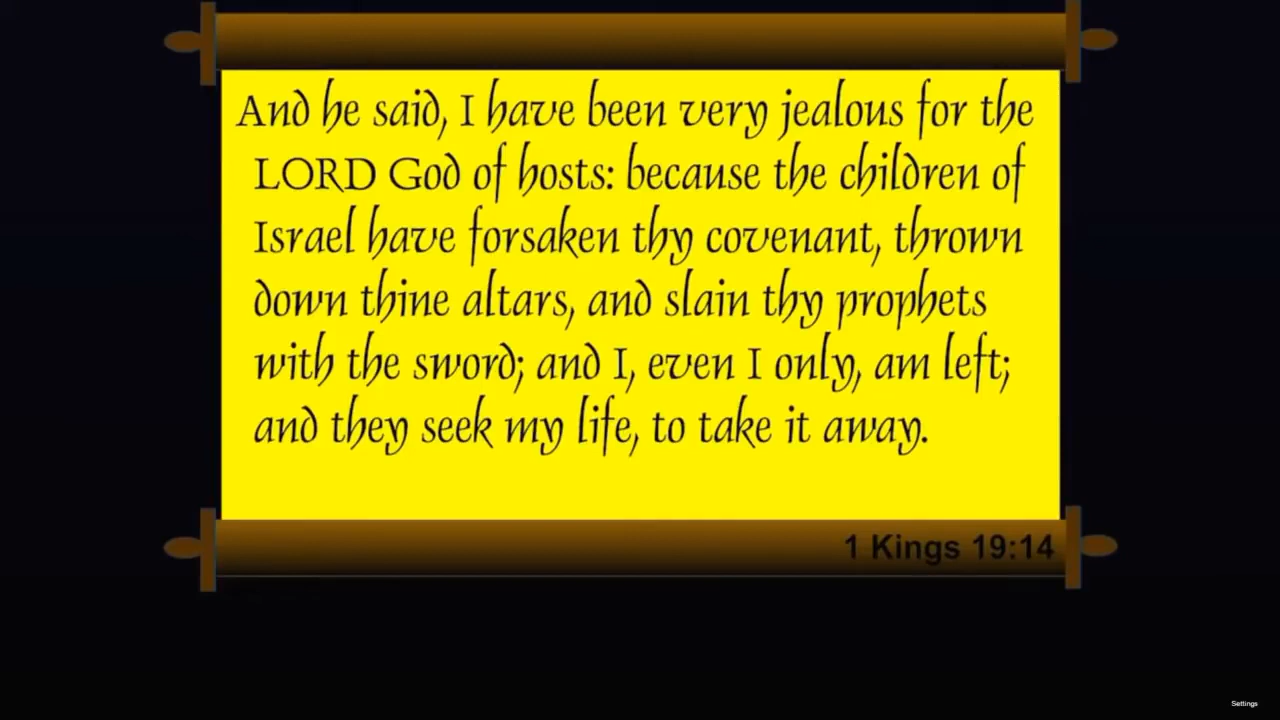 And he said, I have been very jealous for the
LORD God of hosts: because the children of
Israel have forsaken thy covenant, thrown
down thine altars, and slain thy prophets
with the sword; and I, even I only, am left;
and they seek my life, to take it away.
1 Kings 19:14
Settings